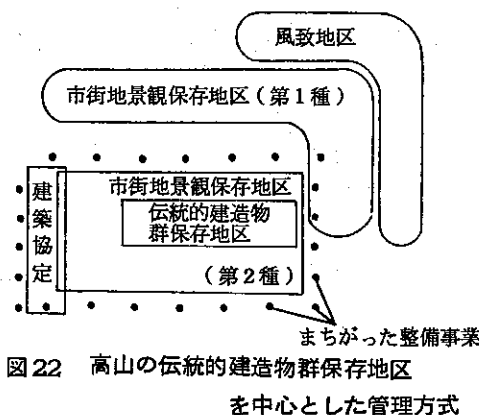 風致地区
市街地景観保存地区(第1種)
建築協定
市街地景観保存地区
伝統的建造物
群保存地区
(第2種)
まちがった整備事業
図22 高山の伝統的建造物群保存地区
を中心とした管理方式